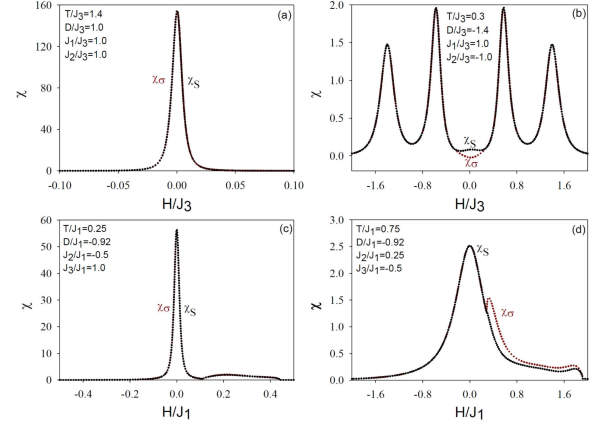 160
120
80
40
0
χ
T/J3=1.4
D/J3=1.0
J1/J3=1.0
J2/J3=1.0
(a)
χσ
χS
-0.10
-0.05
0.00
0.05
0.10
H/J3
2.0
1.5
1.0
0.5
0.0
χ
T/J3=0.3
D/J3=-1.4
J1/J3=1.0
J2/J3=-1.0
(b)
χS
χσ
-1.6
-0.8
0.0
0.8
1.6
H/J3
60
50
40
30
20
10
0
χ
T/J1=0.25
D/J1=-0.92
J2/J1=-0.5
J3/J1=1.0
(c)
χσ
χS
-0.4
-0.2
0.0
0.2
0.4
H/J1
3.0
2.5
2.0
1.5
1.0
0.5
0.0
χ
T/J1=0.75
D/J1=-0.92
J2/J1=0.25
J3/J1=-0.5
(d)
χS
χσ
-1.6
-0.8
0.0
0.8
1.6
H/J1